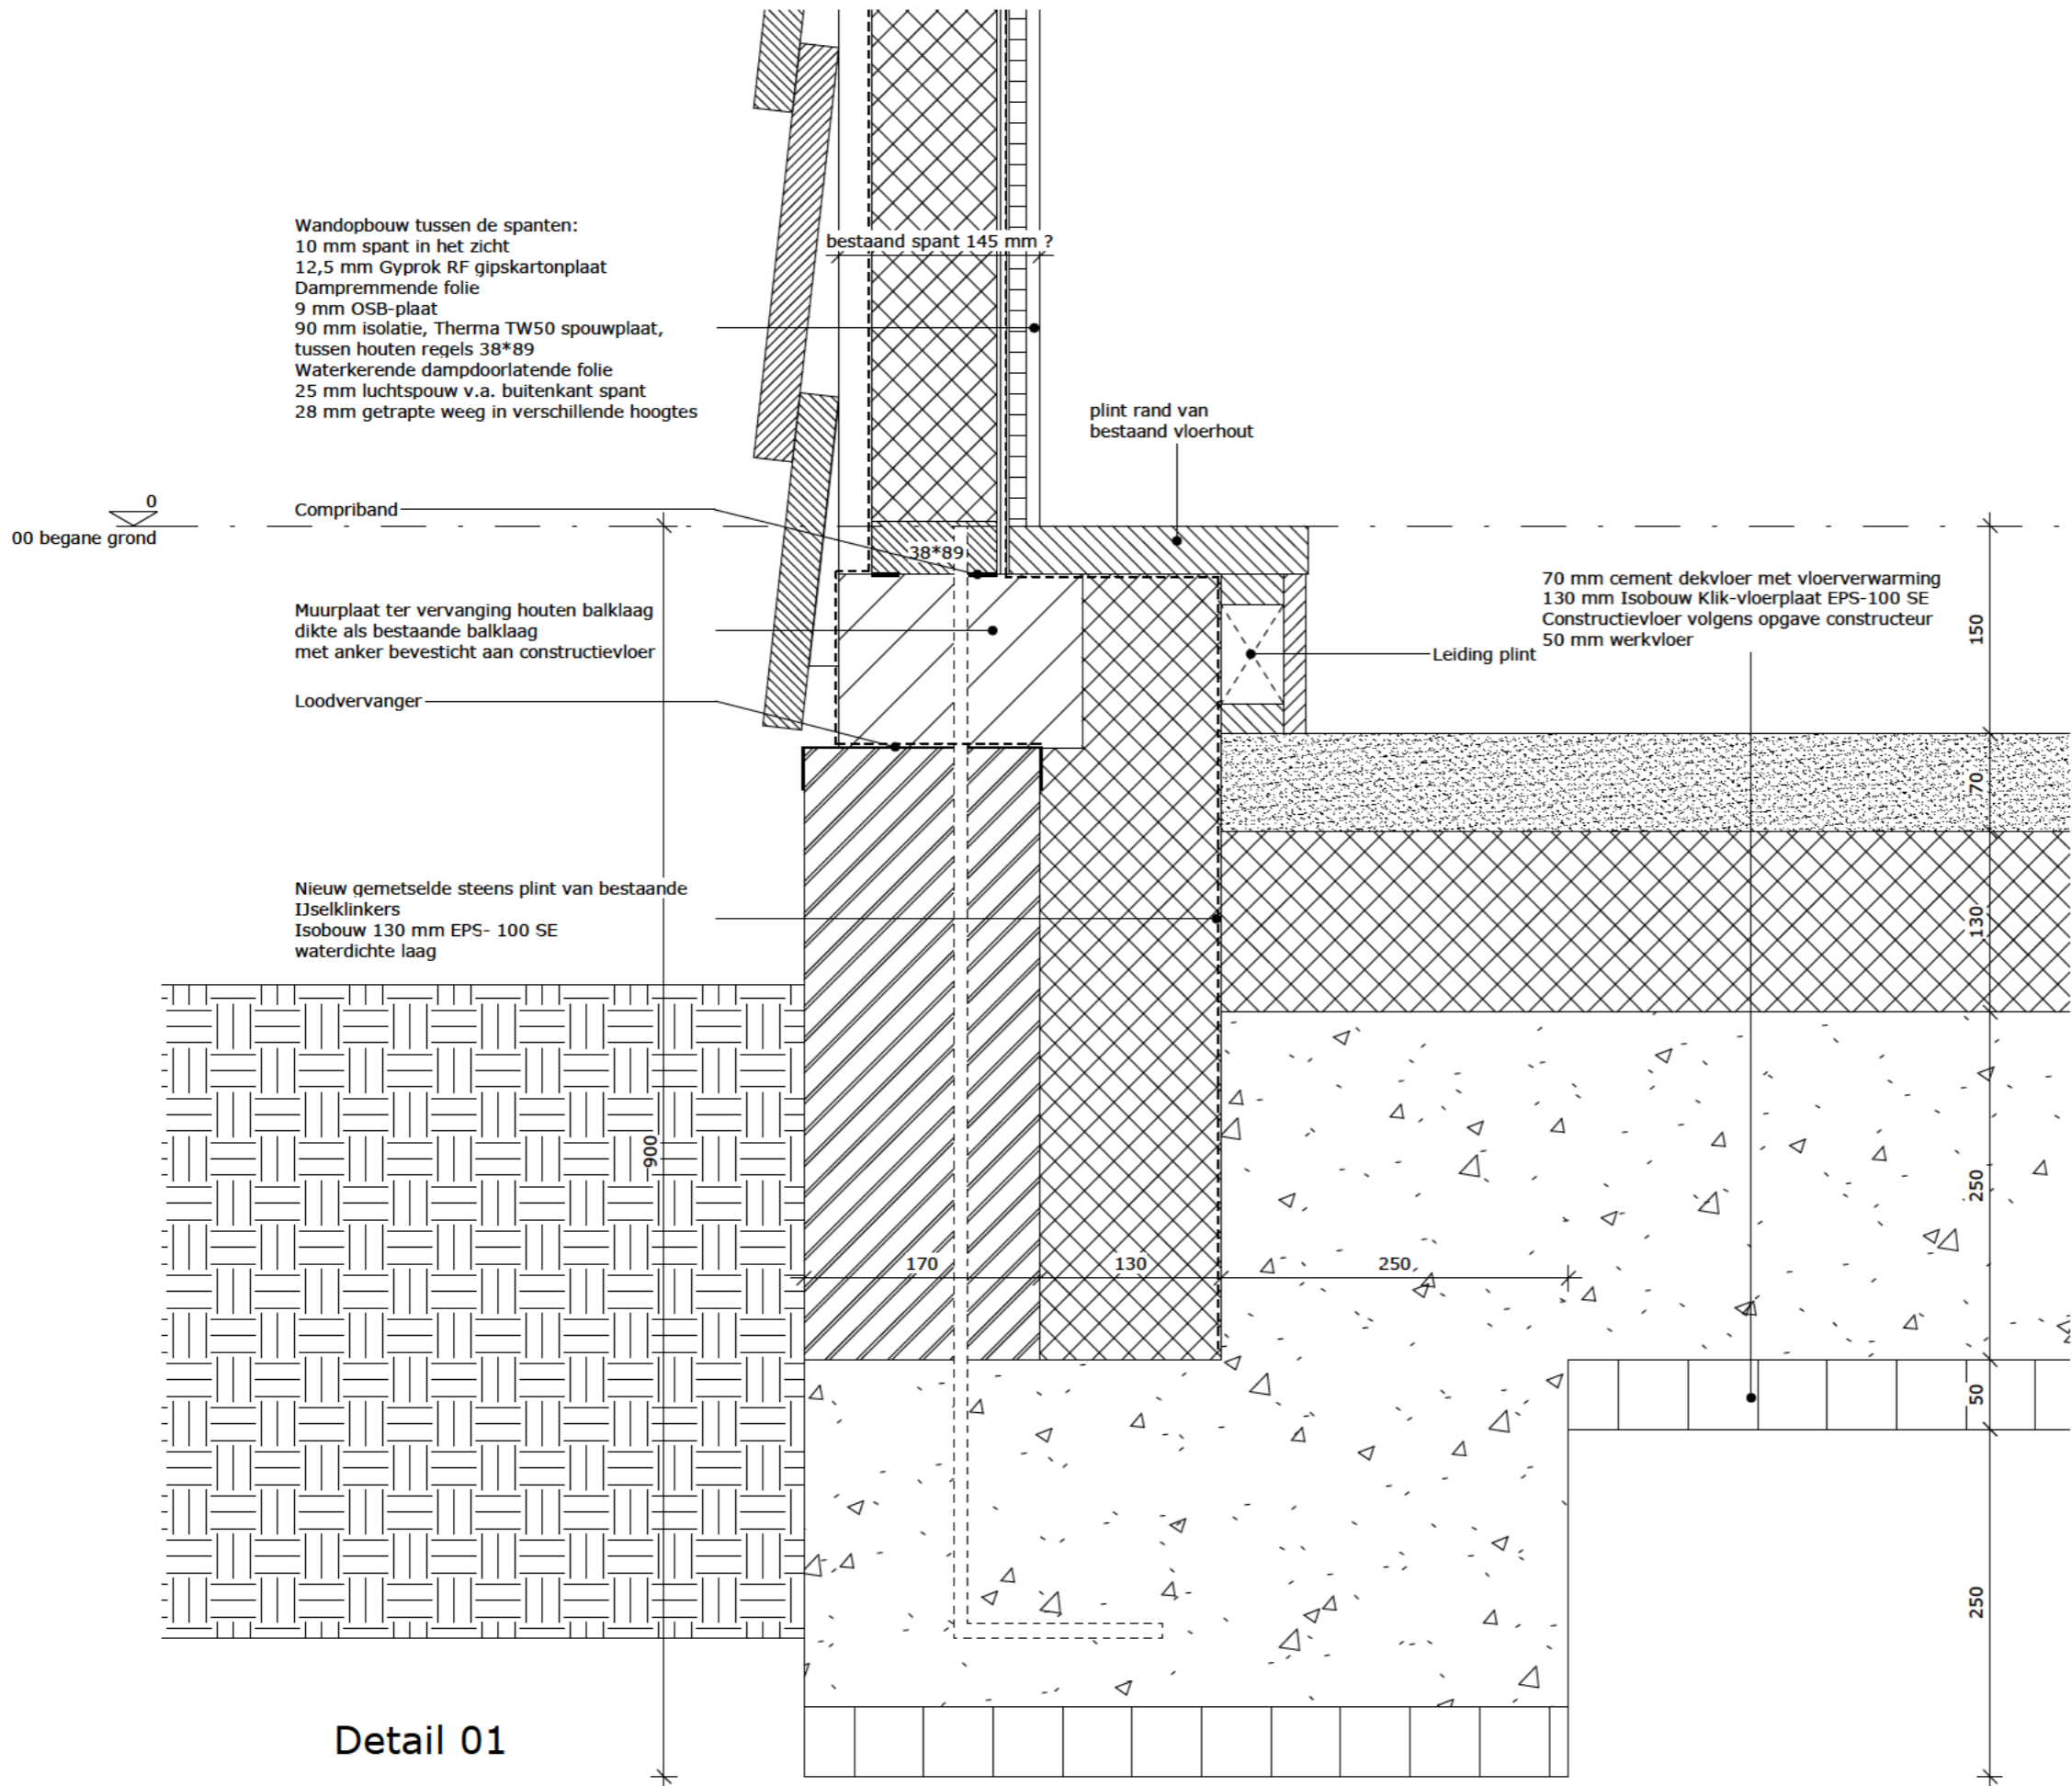 Wandopbouw tussen de spanten:
10 mm spant in het zicht
12,5 mm Gyprok RF gipskartonplaat
Dampremmende folie
9 mm OSB-plaat
90 mm isolatie, Therma TW50 spouwplaat,
tussen houten regels 38*89
Waterkerende dampdoorlatende folie
25 mm luchtspouw v.a. buitenkant spant
28 mm getrapte weeg in verschillende hoogtes
bestaand spant 145 mm ?
plint rand van
bestaand vloerhout
0
00 begane grond
Compriband
38*89
Muurplaat ter vervanging houten balklaag
dikte als bestaande balklaag
met anker bevesticht aan constructievloer
Loodvervanger
70 mm cement dekvloer met vloerverwarming
130 mm Isobouw Klik-vloerplaat EPS-100 SE
Constructievloer volgens opgave constructeur
50 mm werkvloer
Leiding plint
Nieuw gemetselde steens plint van bestaande
IJselklinkers
Isobouw 130 mm EPS- 100 SE
waterdichte laag
900
170
130
250
150
70
130
250
50
250
Detail 01